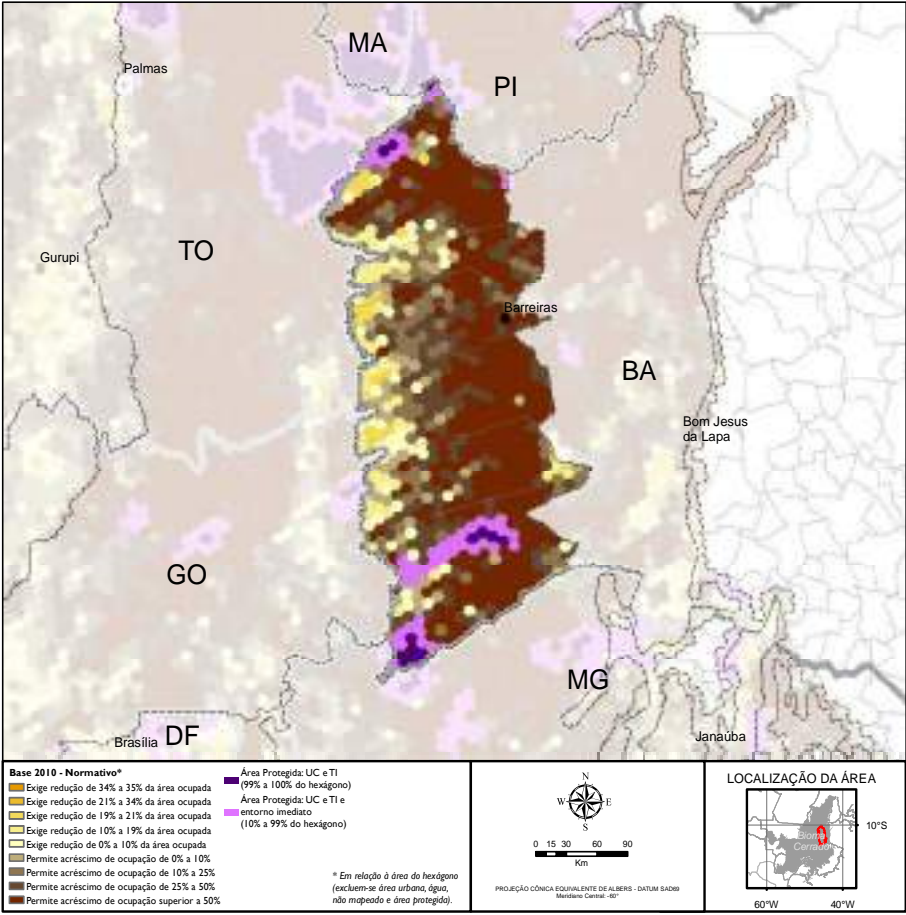 MA
PI
Palmas
TO
Gurupi
Barreiras
BA
Bom Jesus
da Lapa
GO
MG
Brasília
DF
Janaúba
Base 2010 - Normativo*
Exige redução de 34% a 35% da área ocupada
Exige redução de 21% a 34% da área ocupada
Exige redução de 19% a 21% da área ocupada
Exige redução de 10% a 19% da área ocupada
Exige redução de 0% a 10% da área ocupada
Permite acréscimo de ocupação de 0% a 10%
Permite acréscimo de ocupação de 10% a 25%
Permite acréscimo de ocupação de 25% a 50%
Permite acréscimo de ocupação superior a 50%
Área Protegida: UC e TI
(99% a 100% do hexágono)
Área Protegida: UC e TI e
entorno imediato
(10% a 99% do hexágono)
* Em relação à área do hexágono
(excluem-se área urbana, água,
não mapeado e área protegida).
N
W E
S
0 15 30 60 90
Km
PROJEÇÃO CÔNICA EQUIVALENTE DE ALBERS - DATUM SAD69
Meridiano Central: -60°
LOCALIZAÇÃO DA ÁREA
Bioma
Cerrado
10°S
60°W 40°W